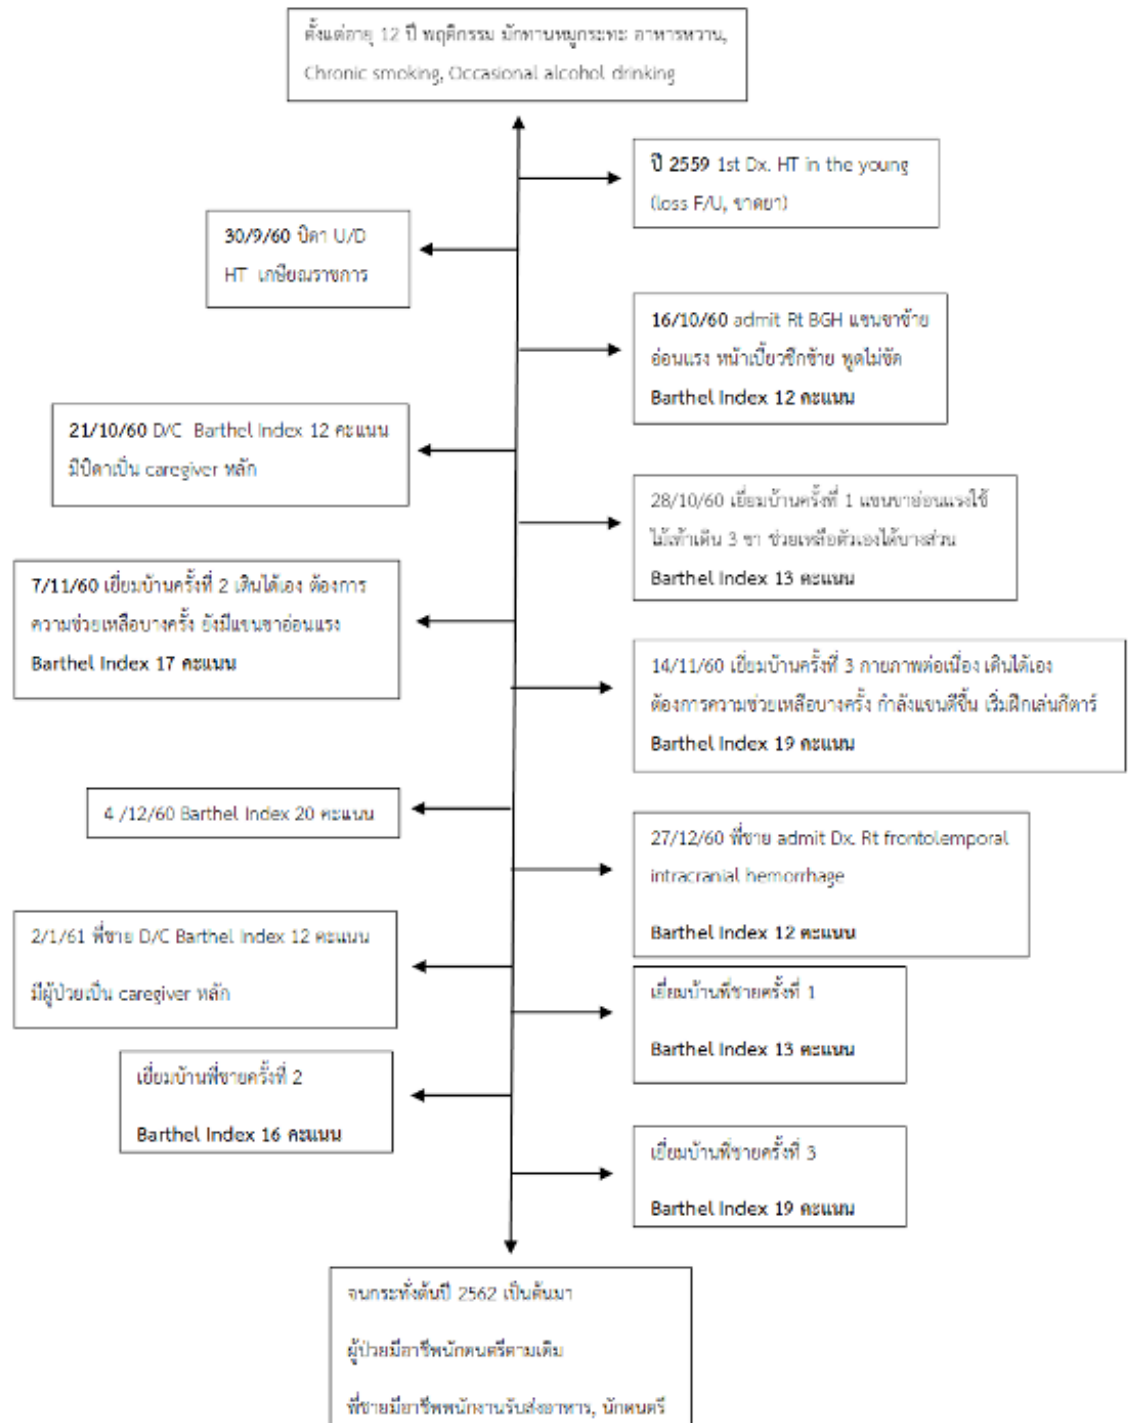 ตั้งแต่อายุ 12 ปี พฤติกรรม มักทานหมูกระทะ อาหารหวาน,
Chronic smoking, Occasional alcohol drinking
ปี 2559 1st Dx. HT in the young
(loss F/U, ขาดยา)
30/9/60 บิดา U/D
HT เกษียณราชการ
16/10/60 admit Rt BGH แขนขาซ้าย
อ่อนแรง หน้าเบี้ยวซีกซ้าย พูดไม่ชัด
Barthel Index 12 คะแนน
21/10/60 D/C Barthel Index 12 คะแนน
มีบิดาเป็น caregiver หลัก
28/10/60 เยี่ยมบ้านครั้งที่ 1 แขนขาอ่อนแรงใช้
ไม้เท้าเดิน 3 ขา ช่วยเหลือตัวเองได้บางส่วน
Barthel Index 13 คะแนน
7/11/60 เยี่ยมบ้านครั้งที่ 2 เดินได้เอง ต้องการ
ความช่วยเหลือบางครั้ง ยังมีแขนขาอ่อนแรง
Barthel Index 17 คะแนน
14/11/60 เยี่ยมบ้านครั้งที่ 3 กายภาพต่อเนื่อง เดินได้เอง
ต้องการความช่วยเหลือบางครั้ง กำลังแขนดีขึ้น เริ่มฝึกเล่นกีตาร์
Barthel Index 19 คะแนน
4 /12/60 Barthel Index 20 คะแนน
27/12/60 พี่ชาย admit Dx. Rt frontotemporal
intracranial hemorrhage
Barthel Index 12 คะแนน
2/1/61 พี่ชาย D/C Barthel Index 12 คะแนน
มีผู้ป่วยเป็น caregiver หลัก
เยี่ยมบ้านพี่ชายครั้งที่ 1
Barthel Index 13 คะแนน
เยี่ยมบ้านพี่ชายครั้งที่ 2
Barthel Index 16 คะแนน
เยี่ยมบ้านพี่ชายครั้งที่ 3
Barthel Index 19 คะแนน
จนกระทั่งต้นปี 2562 เป็นต้นมา
ผู้ป่วยมีอาชีพนักดนตรีตามเดิม
พี่ชายมีอาชีพพนักงานรับส่งอาหาร, นักดนตรี